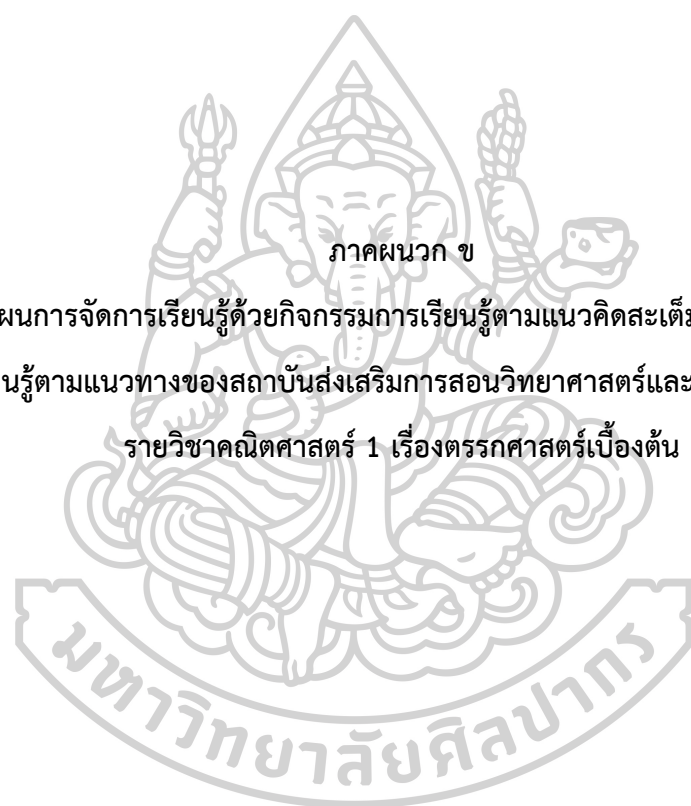 ภาคผนวก ข
ผนการจัดการเรียนรู้ด้วยกิจกรรมการเรียนรู้ตามแนวคิดสะเต็ม
นรู้ตามแนวทางของสถาบันส่งเสริมการสอนวิทยาศาสตร์และ
รายวิชาคณิตศาสตร์ 1 เรื่องตรรกศาสตร์เบื้องต้น
มหาวิทยาลัยศิลปากร